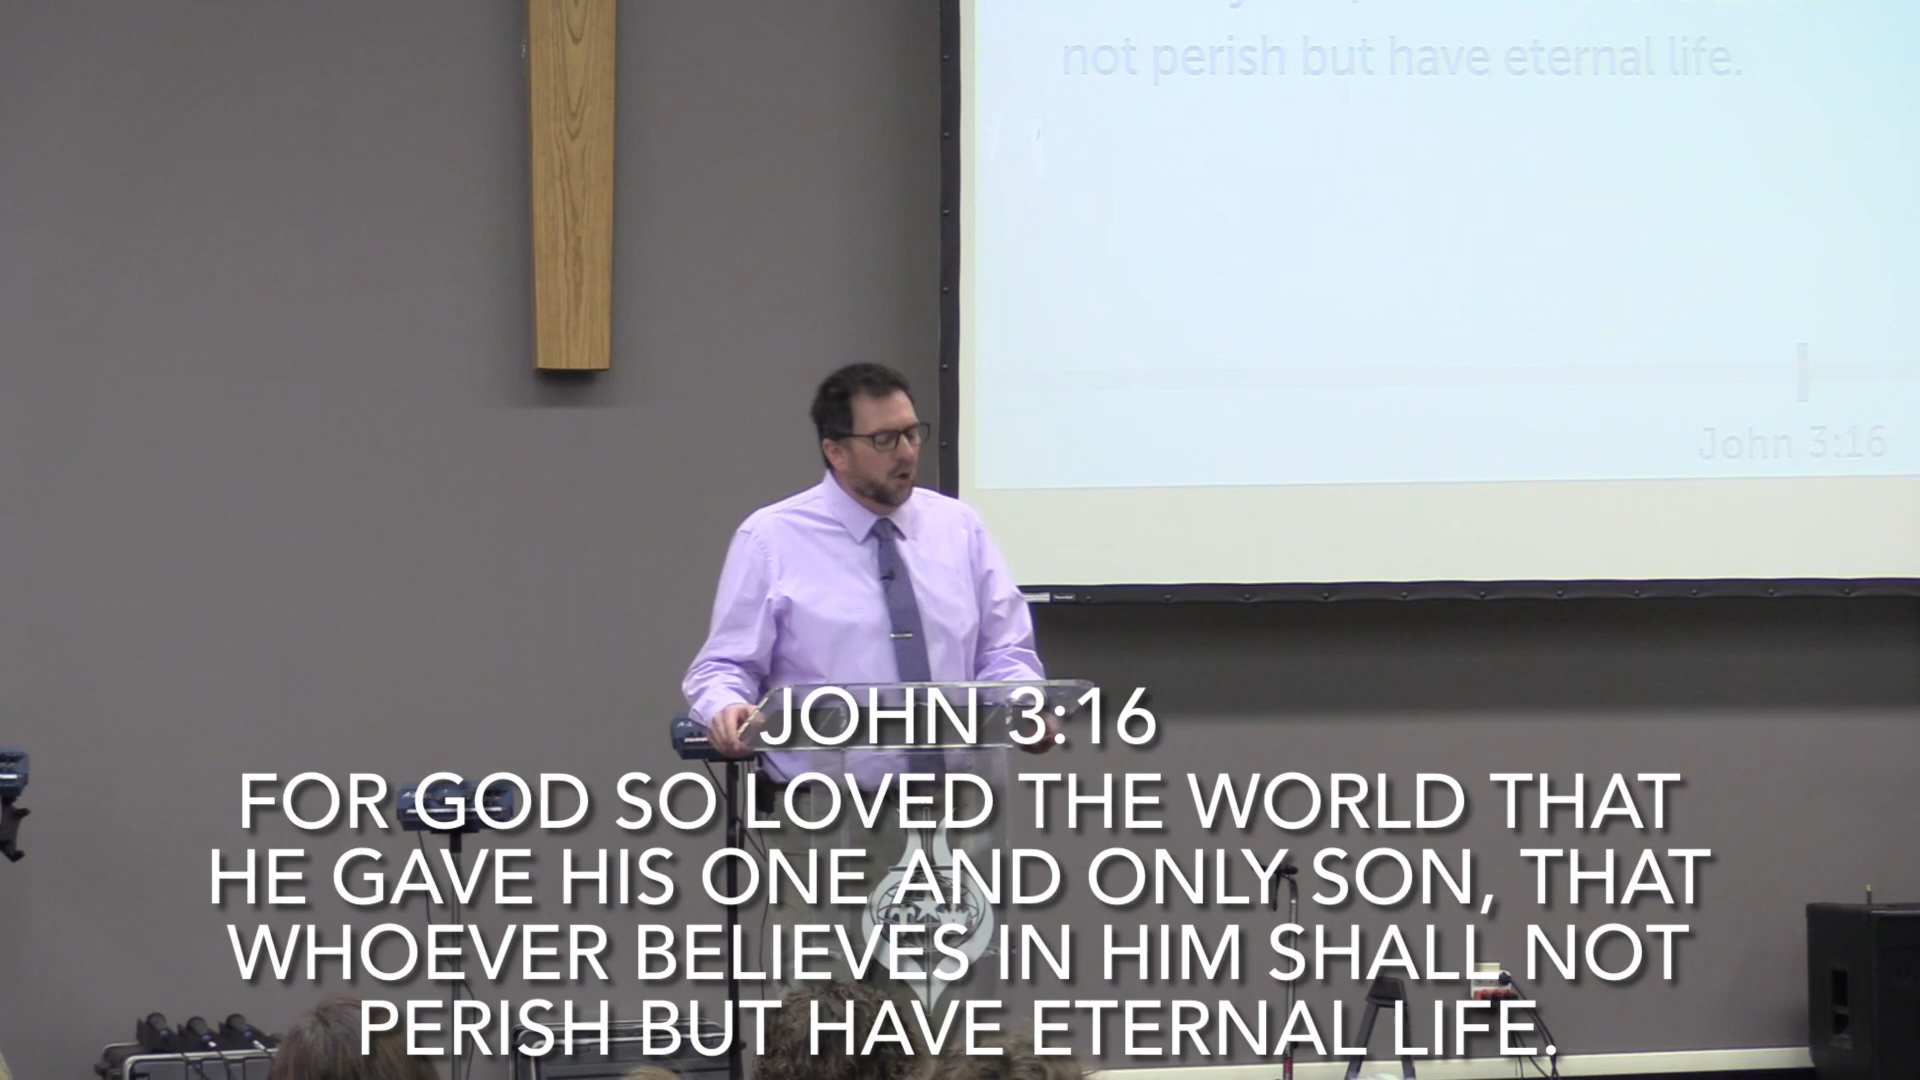 not perish but have eternal life.
John 3:16
JOHN 3:16
FOR GOD SO LOVED THE WORLD THAT
HE GAVE HIS ONE AND ONLY SON, THAT
WHOEVER BELIEVES IN HIM SHALL NOT
PERISH BUT HAVE ETERNAL LIFE.